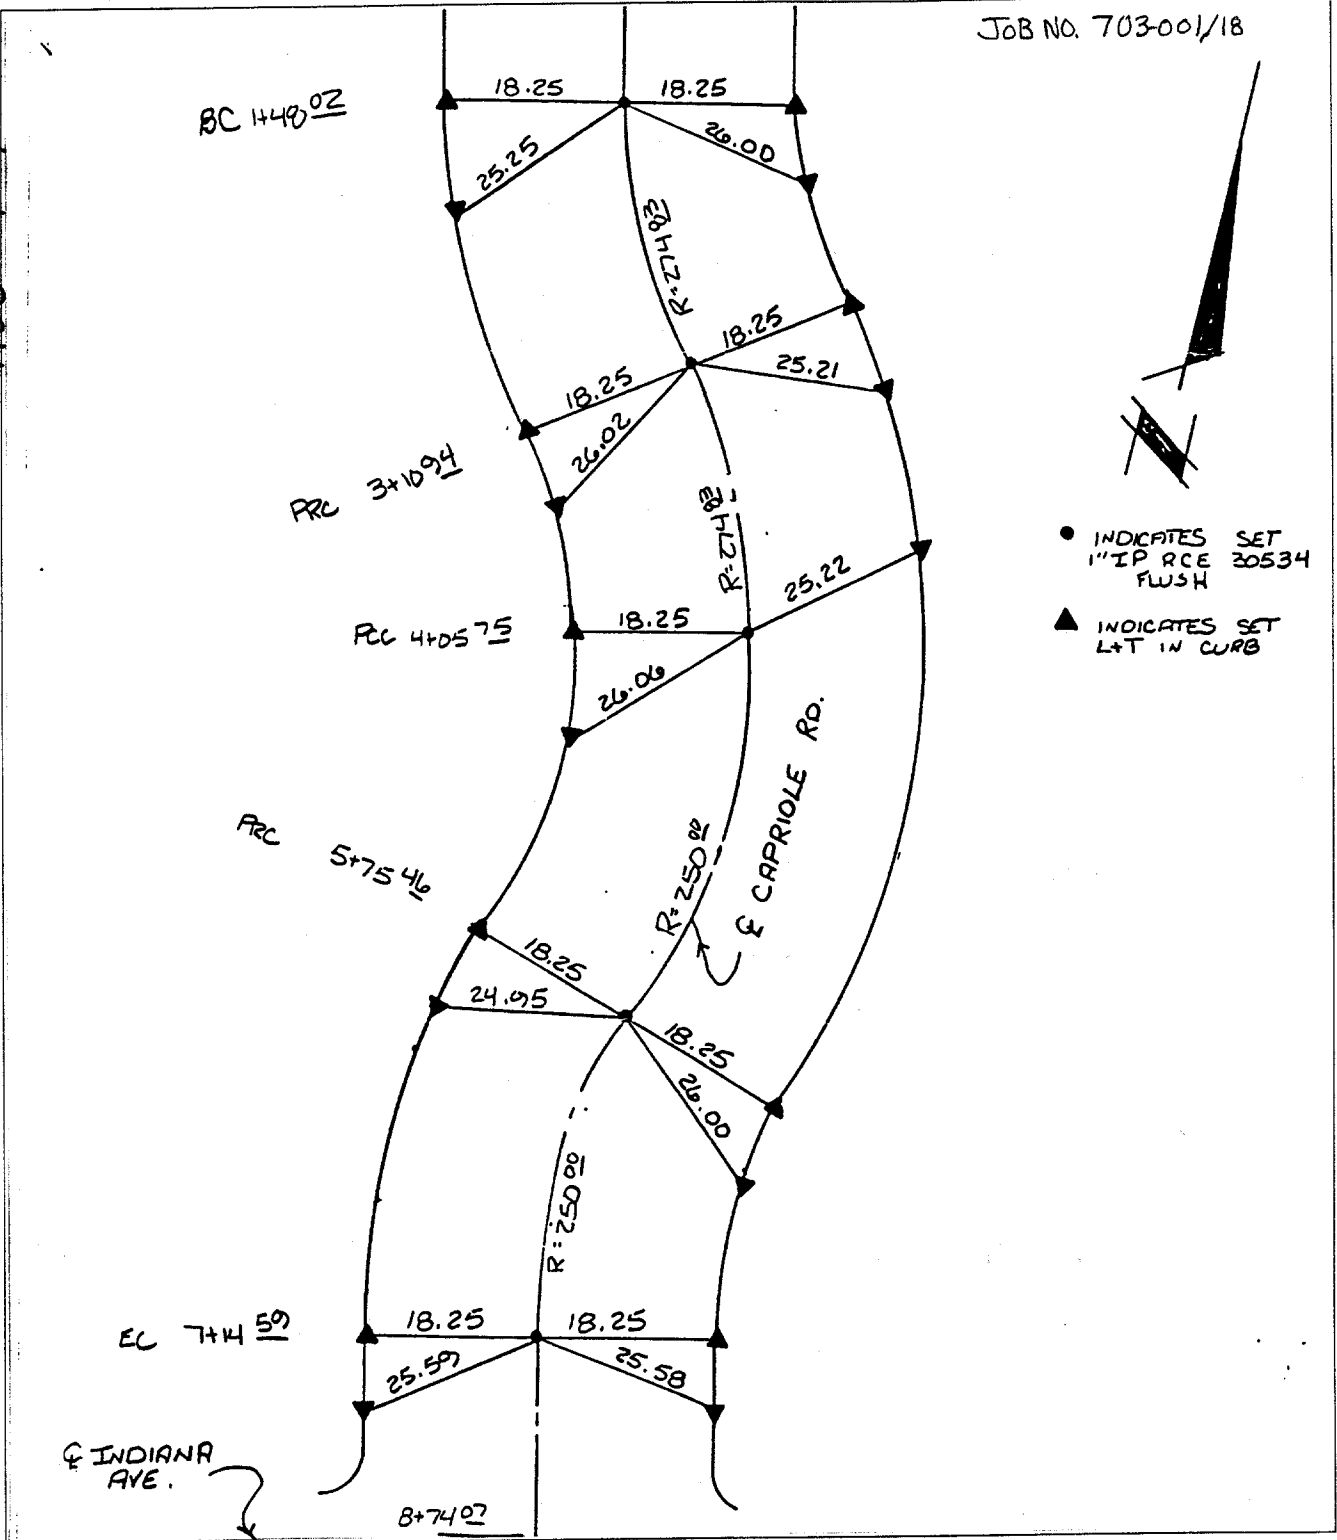 JOB NO. 703-001/18
BC 1+48 02
18.25
18.25
25.25
26.00
R=274 83
18.25
18.25
25.21
26.02
PRC 3+10 94
R=274 83
25.22
PCC 4+05 75
18.25
26.06
● INDICATES SET
1" IP RCE 30534
FLUSH
▲ INDICATES SET
L+T IN CURB
PRC 5+75 46
R=250 00
℄ CAPRIOLE RD.
18.25
24.95
18.25
26.00
R=250 00
EC 7+14 59
18.25
18.25
25.59
25.58
℄ INDIANA
AVE.
8+74 07